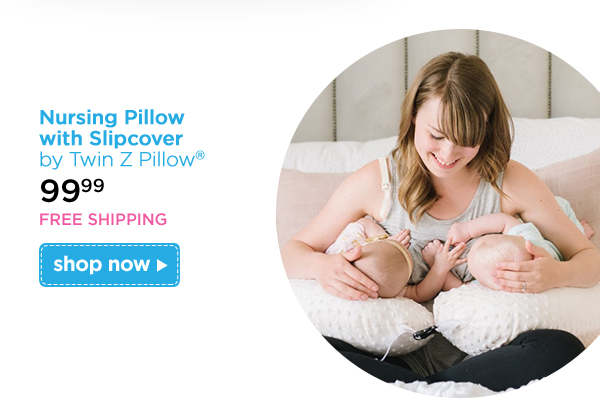 Nursing Pillow
with Slipcover
by Twin Z Pillow®
99⁹⁹
FREE SHIPPING
shop now ▶